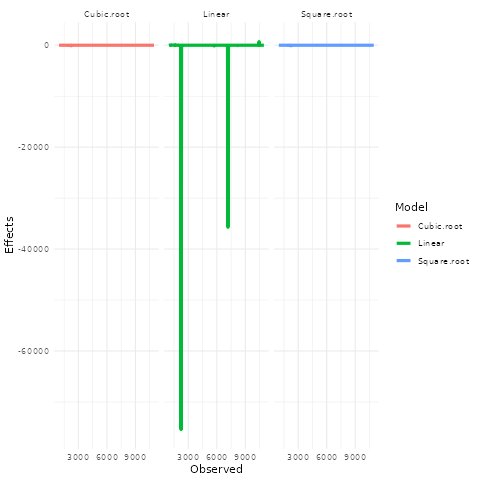 Cubic.root Linear Square.root
0
-20000
-40000
-60000
Effects
3000 6000 9000 3000 6000 9000 3000 6000 9000
Observed
Model
Cubic.root
Linear
Square.root